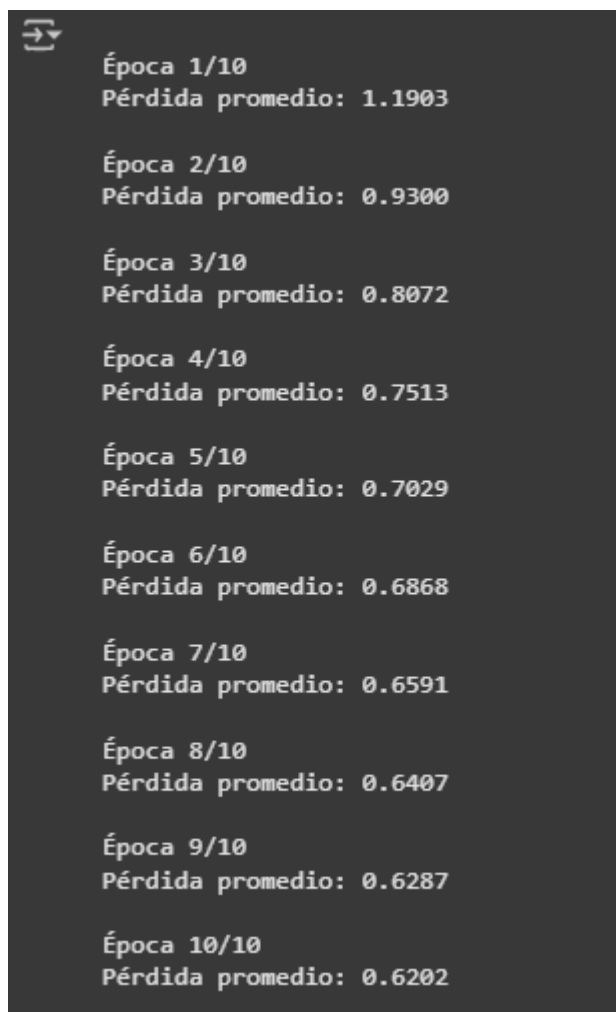 Época 1/10
Pérdida promedio: 1.1903
Época 2/10
Pérdida promedio: 0.9300
Época 3/10
Pérdida promedio: 0.8072
Época 4/10
Pérdida promedio: 0.7513
Época 5/10
Pérdida promedio: 0.7029
Época 6/10
Pérdida promedio: 0.6868
Época 7/10
Pérdida promedio: 0.6591
Época 8/10
Pérdida promedio: 0.6407
Época 9/10
Pérdida promedio: 0.6287
Época 10/10
Pérdida promedio: 0.6202